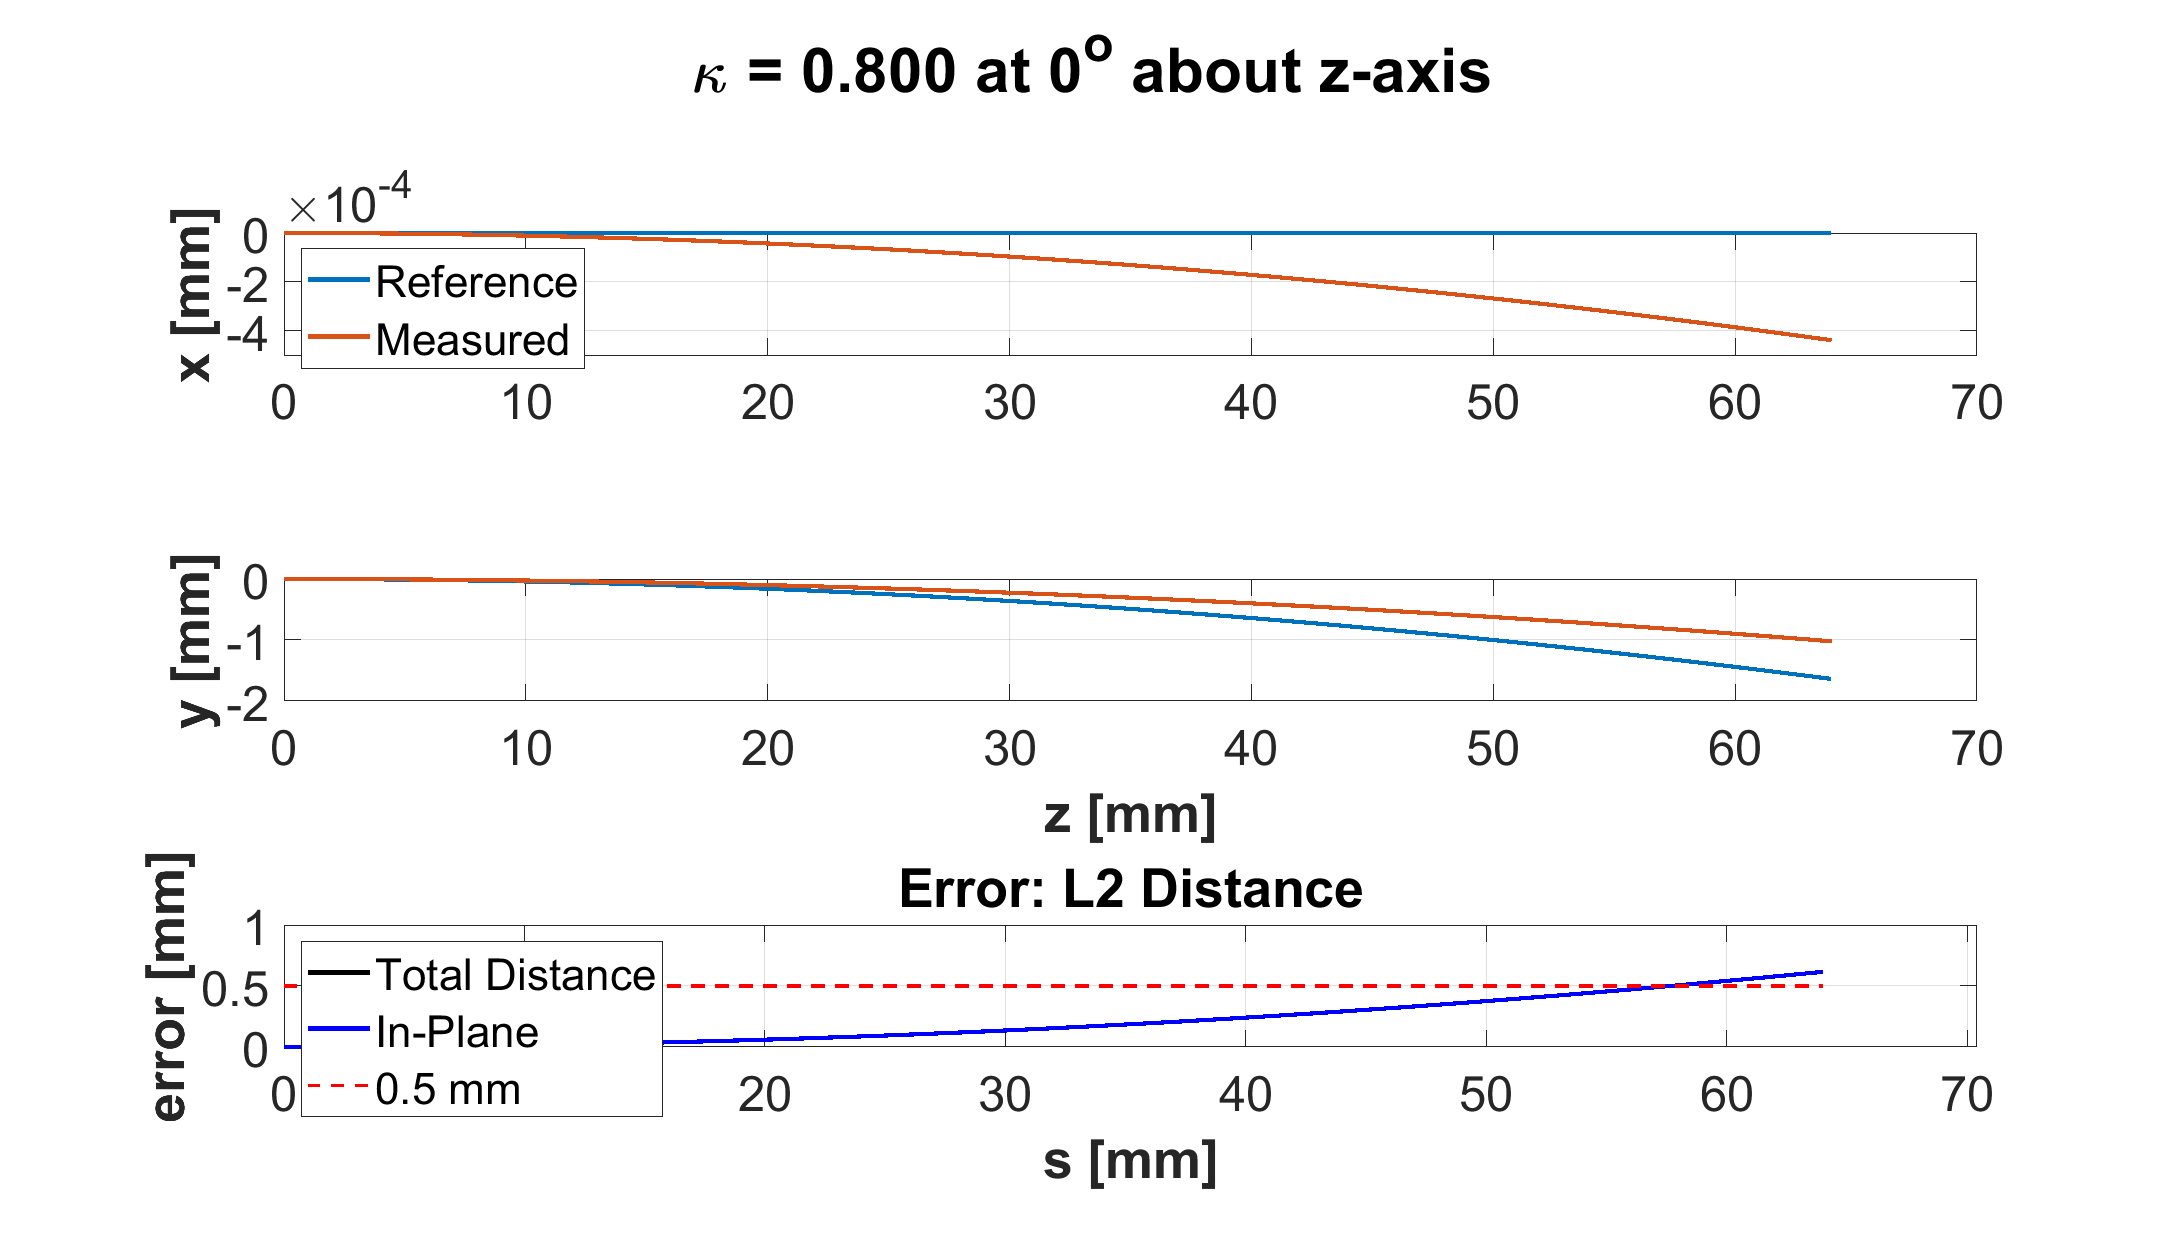 κ = 0.800 at 0° about z-axis
×10-4
x [mm]
0
-2
-4
Reference
Measured
0 10 20 30 40 50 60 70
y [mm]
0
-1
-2
0 10 20 30 40 50 60 70
z [mm]
Error: L2 Distance
error [mm]
1
0.5
0
Total Distance
In-Plane
0.5 mm
0 20 30 40 50 60 70
s [mm]